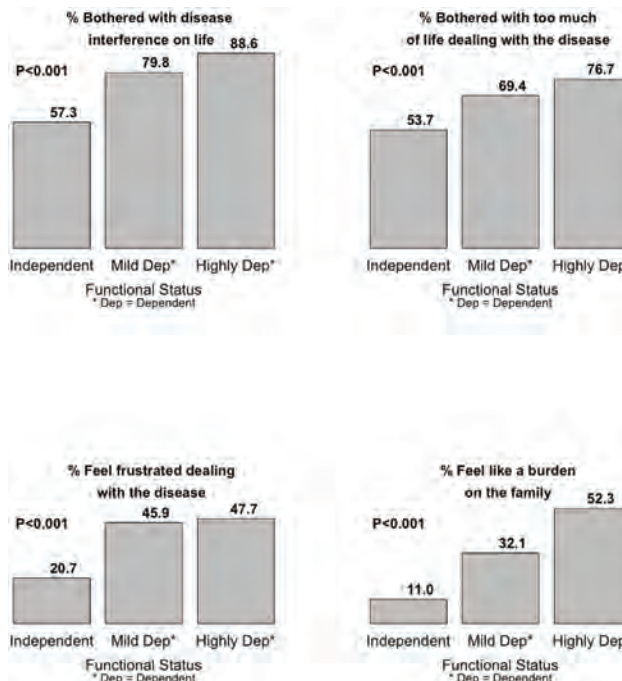 % Bothered with disease
interference on life
P<0.001
57.3
79.8
88.6
Independent Mild Dep* Highly Dep*
Functional Status
* Dep = Dependent
% Bothered with too much
of life dealing with the disease
P<0.001
53.7
69.4
76.7
Independent Mild Dep* Highly Dep
Functional Status
* Dep = Dependent
% Feel frustrated dealing
with the disease
P<0.001
20.7
45.9
47.7
Independent Mild Dep* Highly Dep*
Functional Status
* Dep = Dependent
% Feel like a burden
on the family
P<0.001
11.0
32.1
52.3
Independent Mild Dep* Highly Dep
Functional Status
* Dep = Dependent